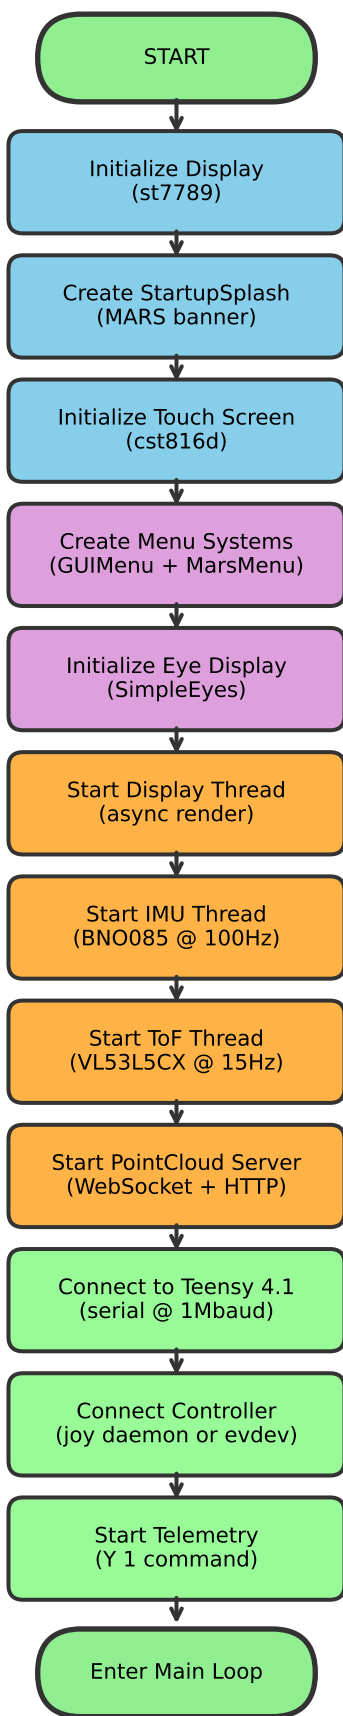 START
Initialize Display
(st7789)
Create StartupSplash
(MARS banner)
Initialize Touch Screen
(cst816d)
Create Menu Systems
(GUIMenu + MarsMenu)
Initialize Eye Display
(SimpleEyes)
Start Display Thread
(async render)
Start IMU Thread
(BNO085 @ 100Hz)
Start ToF Thread
(VL53L5CX @ 15Hz)
Start PointCloud Server
(WebSocket + HTTP)
Connect to Teensy 4.1
(serial @ 1Mbaud)
Connect Controller
(joy daemon or evdev)
Start Telemetry
(Y 1 command)
Enter Main Loop